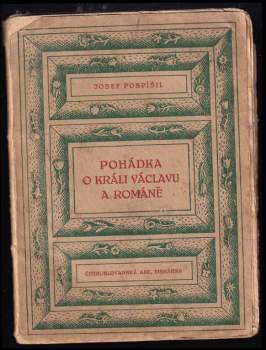 JOSEF POSPÍŠIL
POHÁDKA
O KRÁLI VÁCLAVU
A ROMÁNĚ
ČESKOSLOVENSKÁ AKC. TISKÁRNA